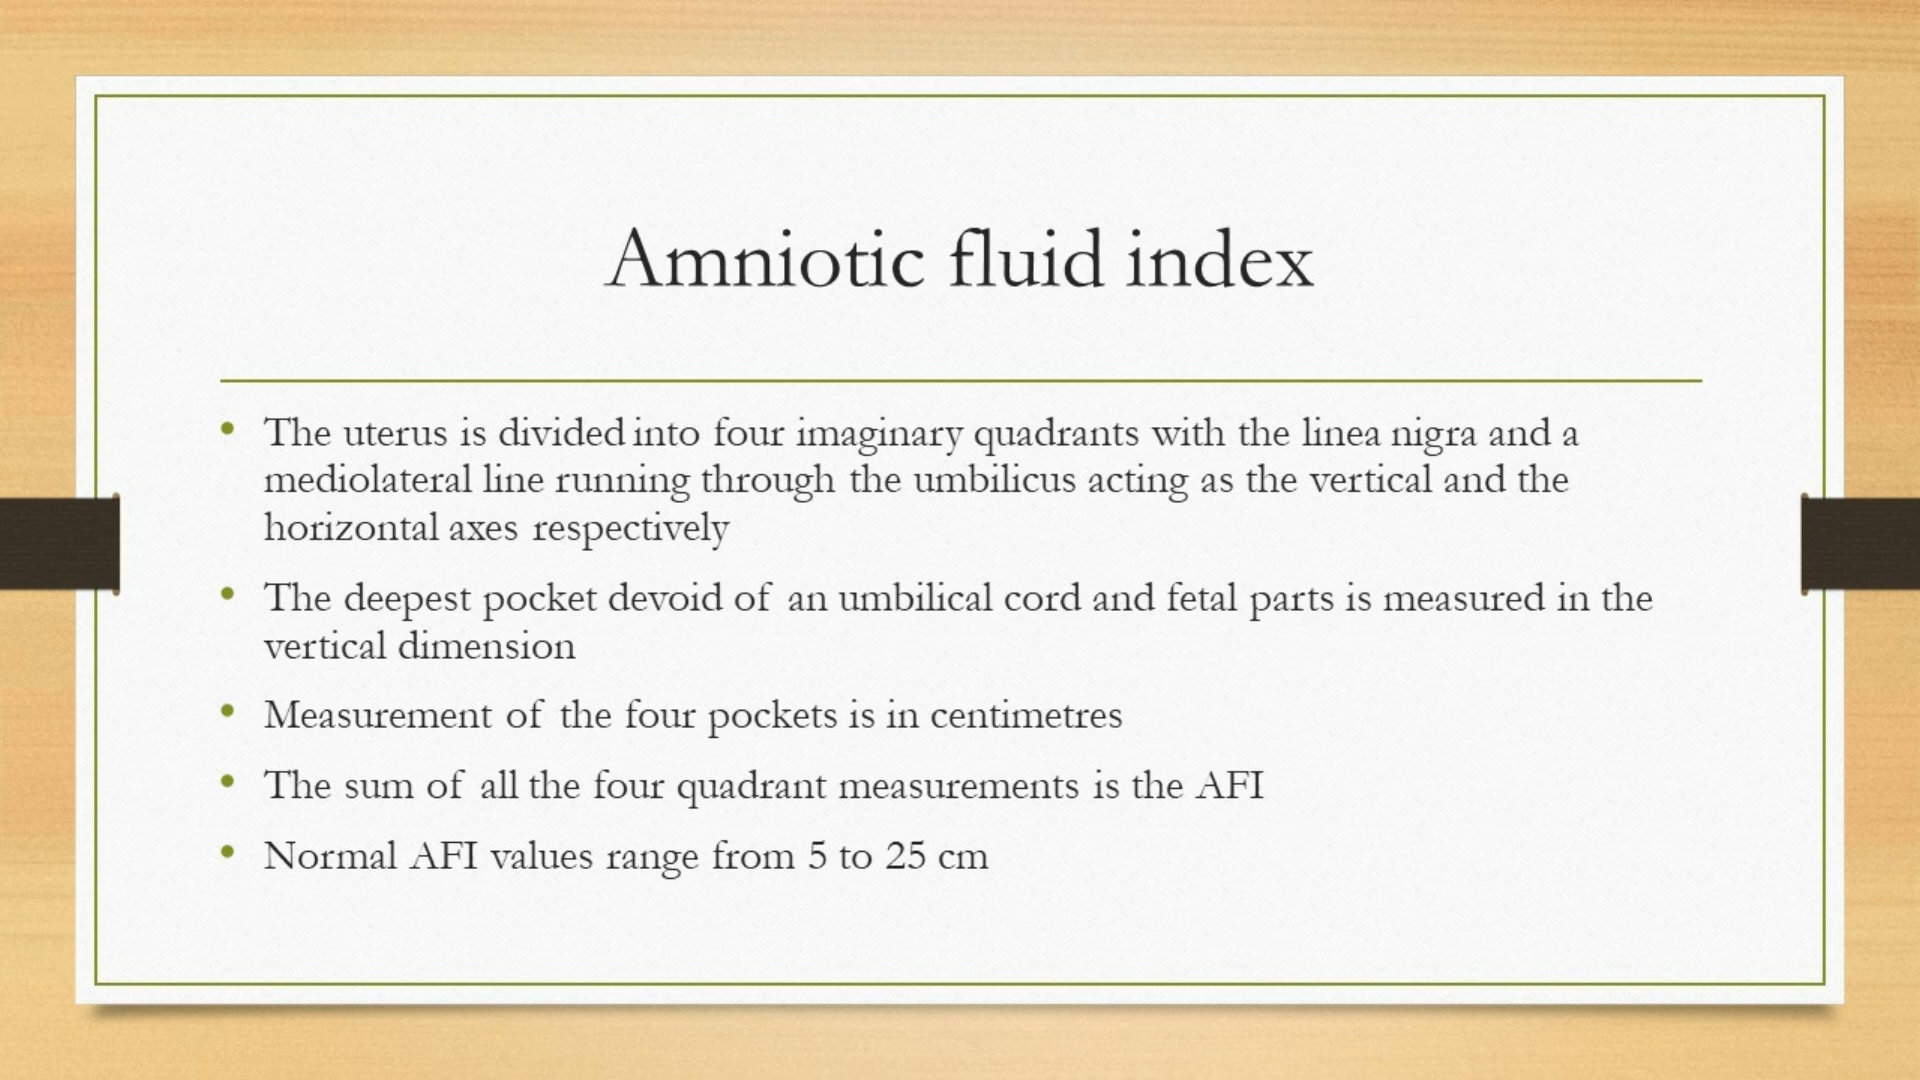 Amniotic fluid index
• The uterus is divided into four imaginary quadrants with the linea nigra and a
mediolateral line running through the umbilicus acting as the vertical and the
horizontal axes respectively
• The deepest pocket devoid of an umbilical cord and fetal parts is measured in the
vertical dimension
• Measurement of the four pockets is in centimetres
• The sum of all the four quadrant measurements is the AFI
• Normal AFI values range from 5 to 25 cm